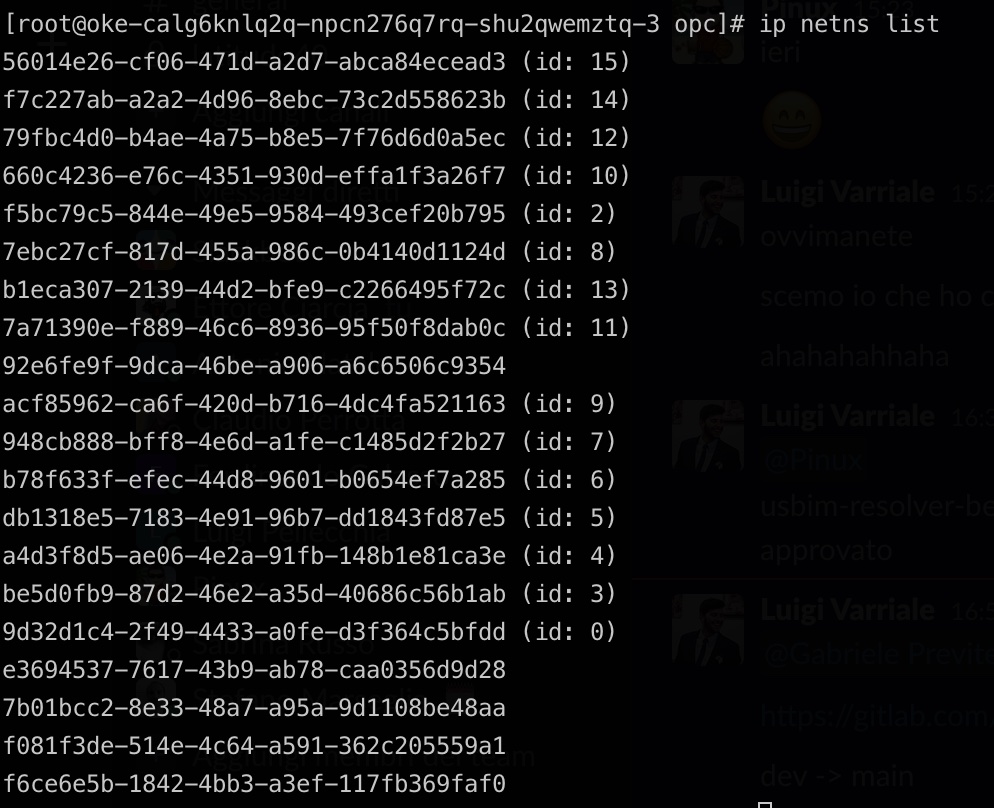 [root@oke-calg6knlq2q-npcn276q7rq-shu2qwemztq-3 opc]# ip netns list
56014e26-cf06-471d-a2d7-abca84ecead3 (id: 15)
f7c227ab-a2a2-4d96-8ebc-73c2d558623b (id: 14)
79fbc4d0-b4ae-4a75-b8e5-7f76d6d0a5ec (id: 12)
660c4236-e76c-4351-930d-effa1f3a26f7 (id: 10)
f5bc79c5-844e-49e5-9584-493cef20b795 (id: 2)
7ebc27cf-817d-455a-986c-0b4140d1124d (id: 8)
b1eca307-2139-44d2-bfe9-c2266495f72c (id: 13)
7a71390e-f889-46c6-8936-95f50f8dab0c (id: 11)
92e6fe9f-9dca-46be-a906-a6c6506c9354
acf85962-ca6f-420d-b716-4dc4fa521163 (id: 9)
948cb888-bff8-4e6d-a1fe-c1485d2f2b27 (id: 7)
b78f633f-efec-44d8-9601-b0654ef7a285 (id: 6)
db1318e5-7183-4e91-96b7-dd1843fd87e5 (id: 5)
a4d3f8d5-ae06-4e2a-91fb-148b1e81ca3e (id: 4)
be5d0fb9-87d2-46e2-a35d-40686c56b1ab (id: 3)
9d32d1c4-2f49-4433-a0fe-d3f364c5bfdd (id: 0)
e3694537-7617-43b9-ab78-caa0356d9d28
7b01bcc2-8e33-48a7-a95a-9d1108be48aa
f081f3de-514e-4c64-a591-362c205559a1
f6ce6e5b-1842-4bb3-a3ef-117fb369faf0
Pinux 15:23
ieri
Luigi Varriale
ovvimanete
scemo io che ho
ahahahahhaha
Luigi Varriale
@Pinux
approvato
Luigi Varriale
@Gabriele
https://gitlab.com
dev -> main